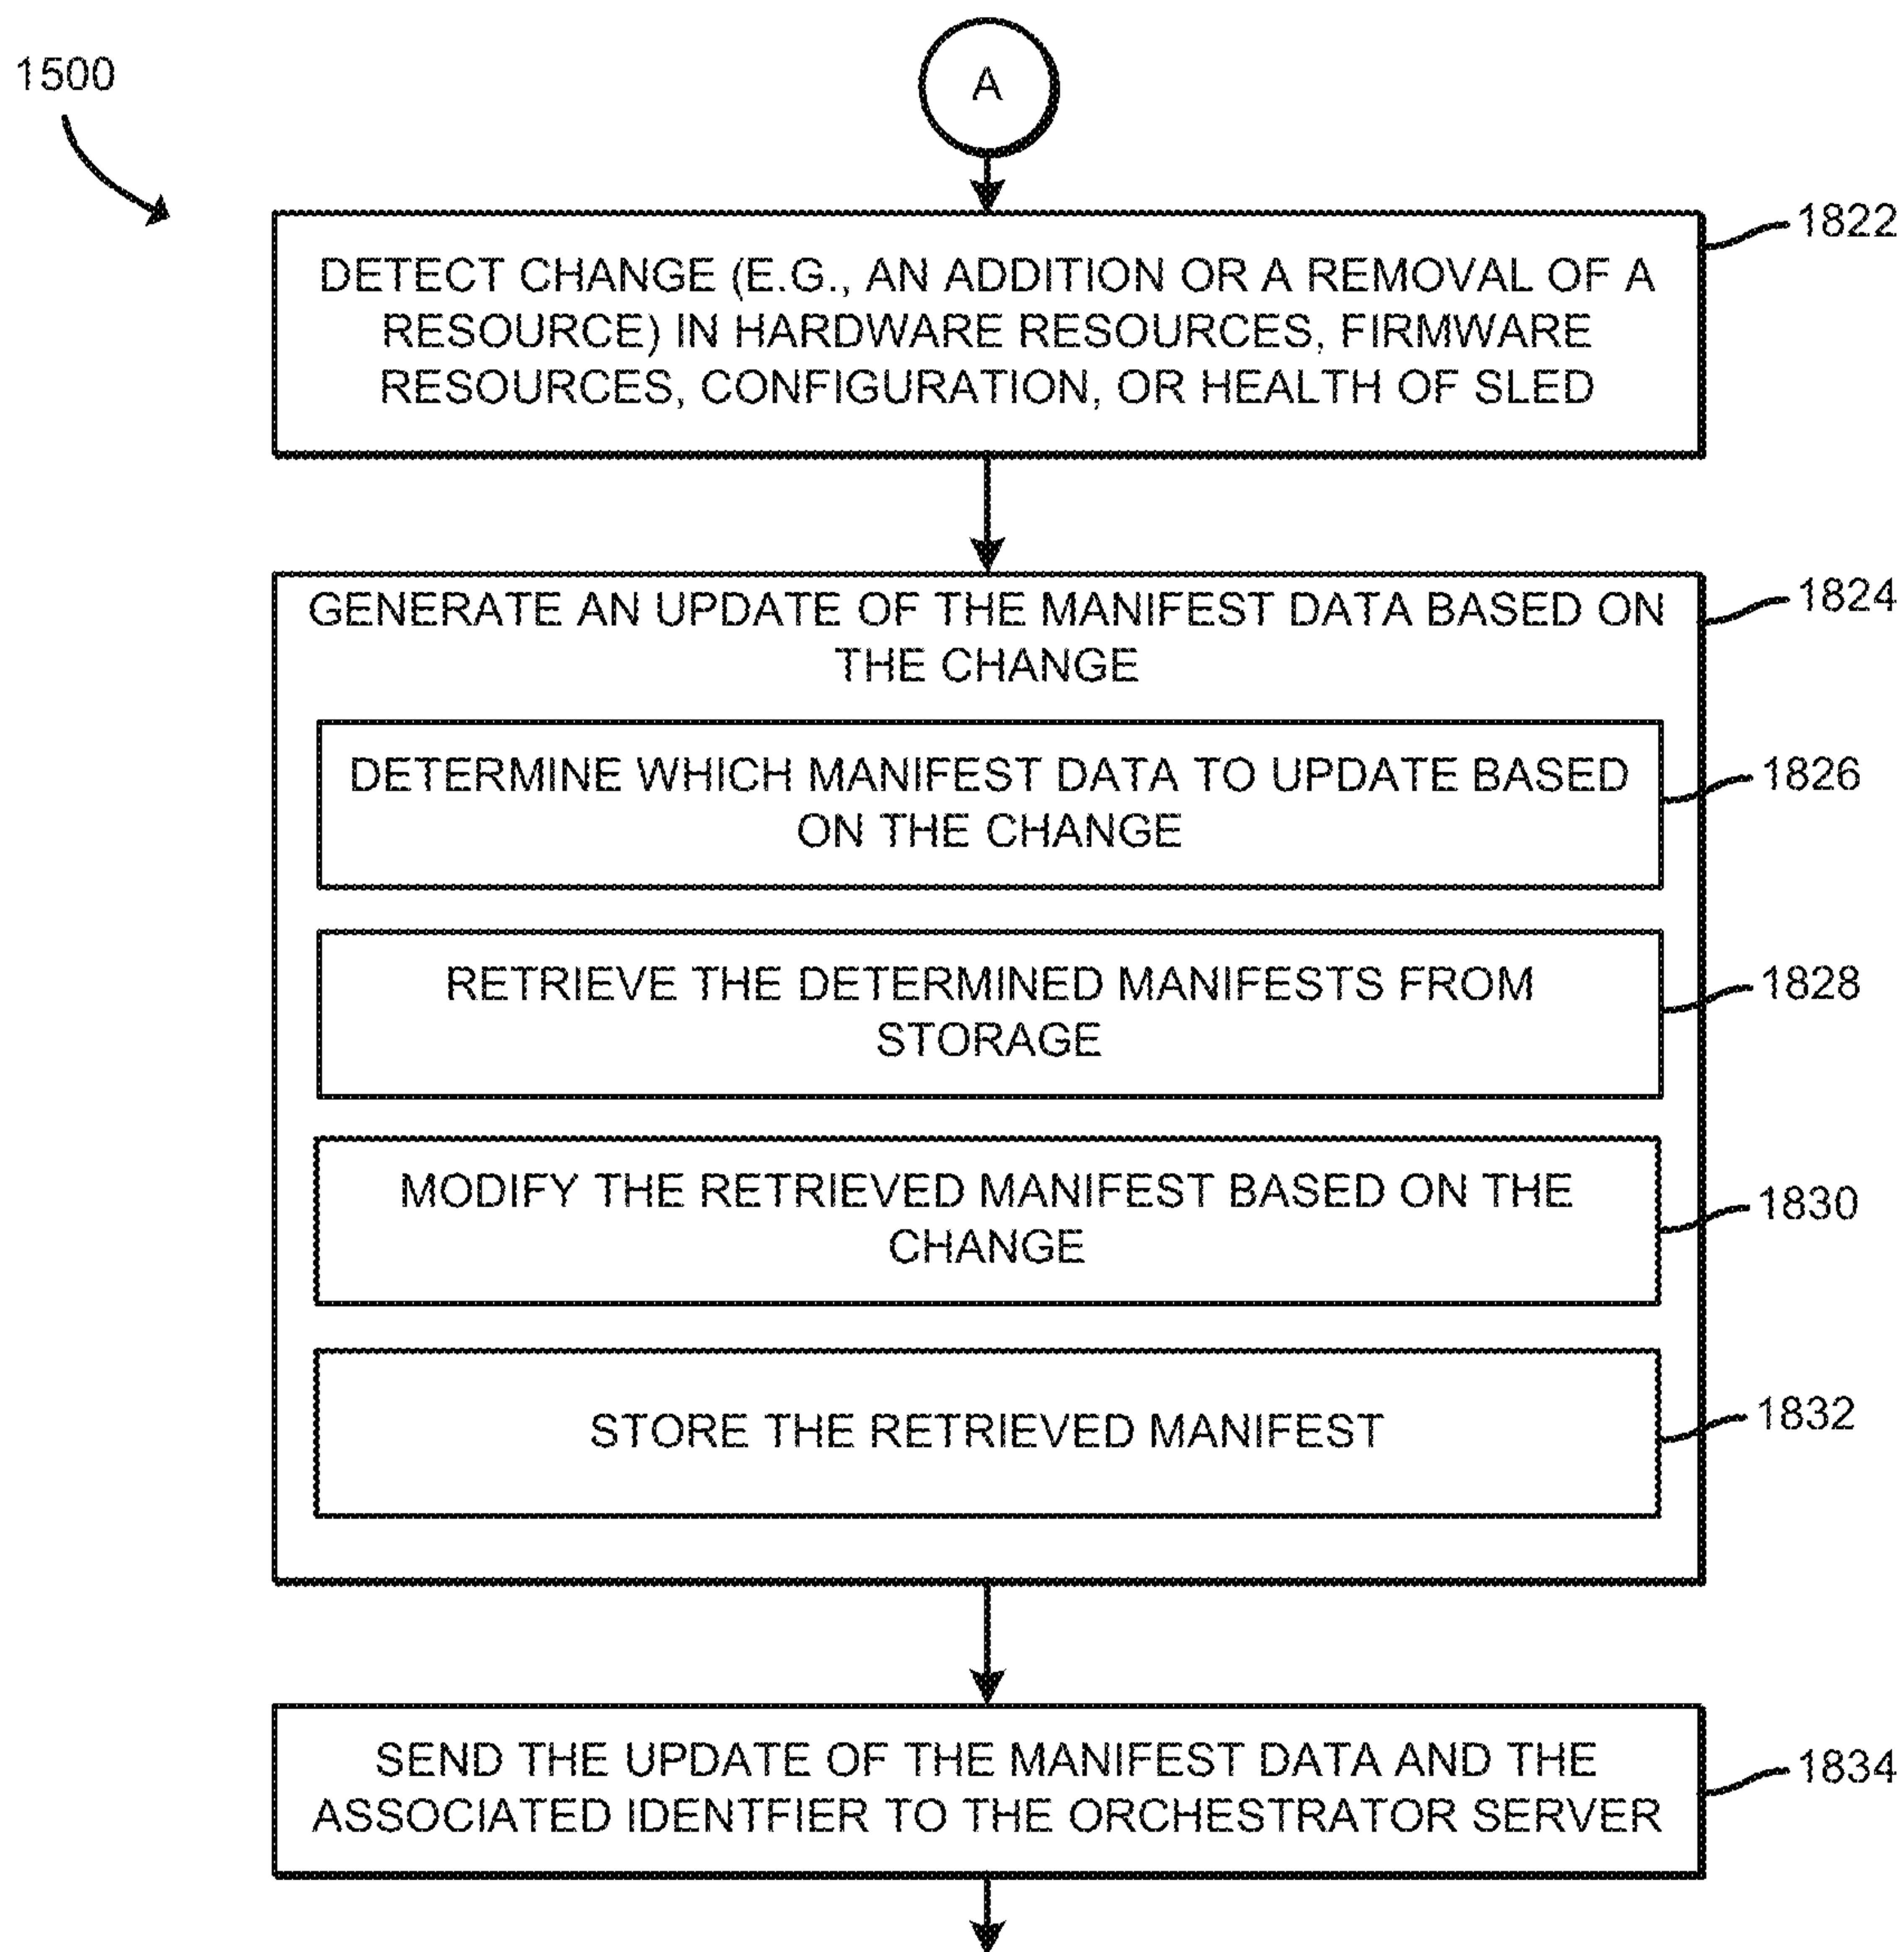 1500
A
1822
DETECT CHANGE (E.G., AN ADDITION OR A REMOVAL OF A
RESOURCE) IN HARDWARE RESOURCES, FIRMWARE
RESOURCES, CONFIGURATION, OR HEALTH OF SLED
1824
GENERATE AN UPDATE OF THE MANIFEST DATA BASED ON
THE CHANGE
1826
DETERMINE WHICH MANIFEST DATA TO UPDATE BASED
ON THE CHANGE
1828
RETRIEVE THE DETERMINED MANIFESTS FROM
STORAGE
1830
MODIFY THE RETRIEVED MANIFEST BASED ON THE
CHANGE
1832
STORE THE RETRIEVED MANIFEST
1834
SEND THE UPDATE OF THE MANIFEST DATA AND THE
ASSOCIATED IDENTFIER TO THE ORCHESTRATOR SERVER